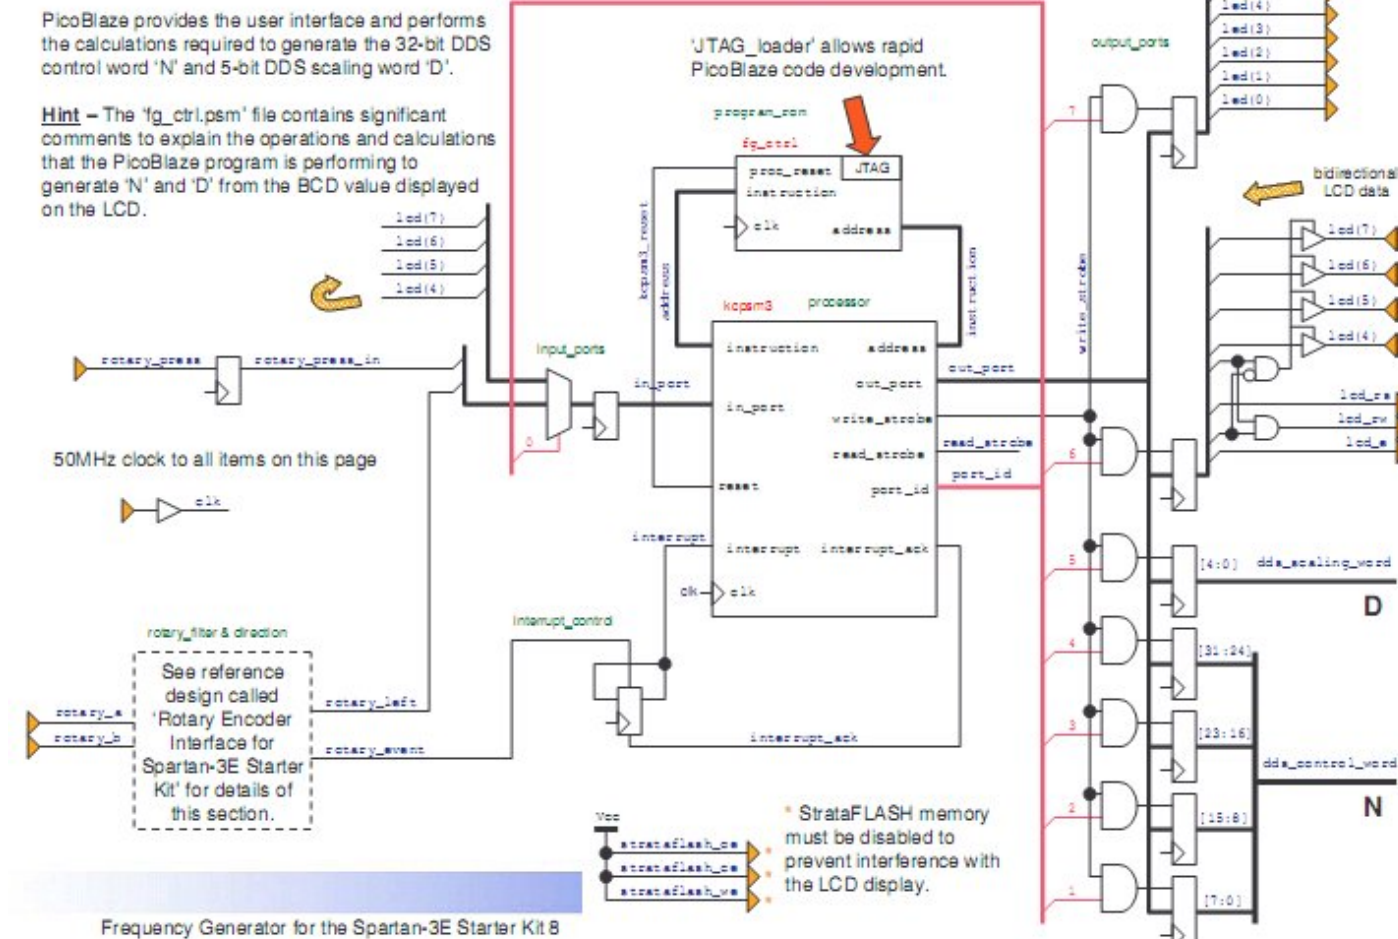 PicoBlaze provides the user interface and performs
the calculations required to generate the 32-bit DDS
control word 'N' and 5-bit DDS scaling word 'D'.
Hint – The 'fg_ctrl.psm' file contains significant
comments to explain the operations and calculations
that the PicoBlaze program is performing to
generate 'N' and 'D' from the BCD value displayed
on the LCD.
'JTAG_loader' allows rapid
PicoBlaze code development.
output_ports
led(4)
led(3)
led(2)
led(1)
led(0)
7
program_rom
fg_ctrl
proc_reset
JTAG
instruction
clk
address
bidirectional
LCD data
lcd(7)
lcd(6)
lcd(5)
lcd(4)
lcd(7)
lcd(6)
lcd(5)
lcd(4)
kcpsm3_reset
address
instruction
write_strobe
kcpsm3
processor
instruction
address
out_port
in_port
write_strobe
read_strobe
reset
port_id
interrupt
interrupt_ack
clk
clk
out_port
read_strobe
port_id
rotary_press
rotary_press_in
input_ports
in_port
0
lcd_rs
lcd_rw
lcd_e
6
50MHz clock to all items on this page
clk
interrupt
5
[4:0]
dds_scaling_word
D
interrupt_control
rotary_filter & direction
4
[31:24]
See reference
design called
'Rotary Encoder
Interface for
Spartan-3E Starter
Kit' for details of
this section.
rotary_a
rotary_b
rotary_left
rotary_event
interrupt_ack
3
[23:16]
dds_control_word
N
2
[15:8]
Vcc
strataflash_oe
*
strataflash_ce
*
strataflash_we
*
* StrataFLASH memory
must be disabled to
prevent interference with
the LCD display.
1
[7:0]
Frequency Generator for the Spartan-3E Starter Kit 8